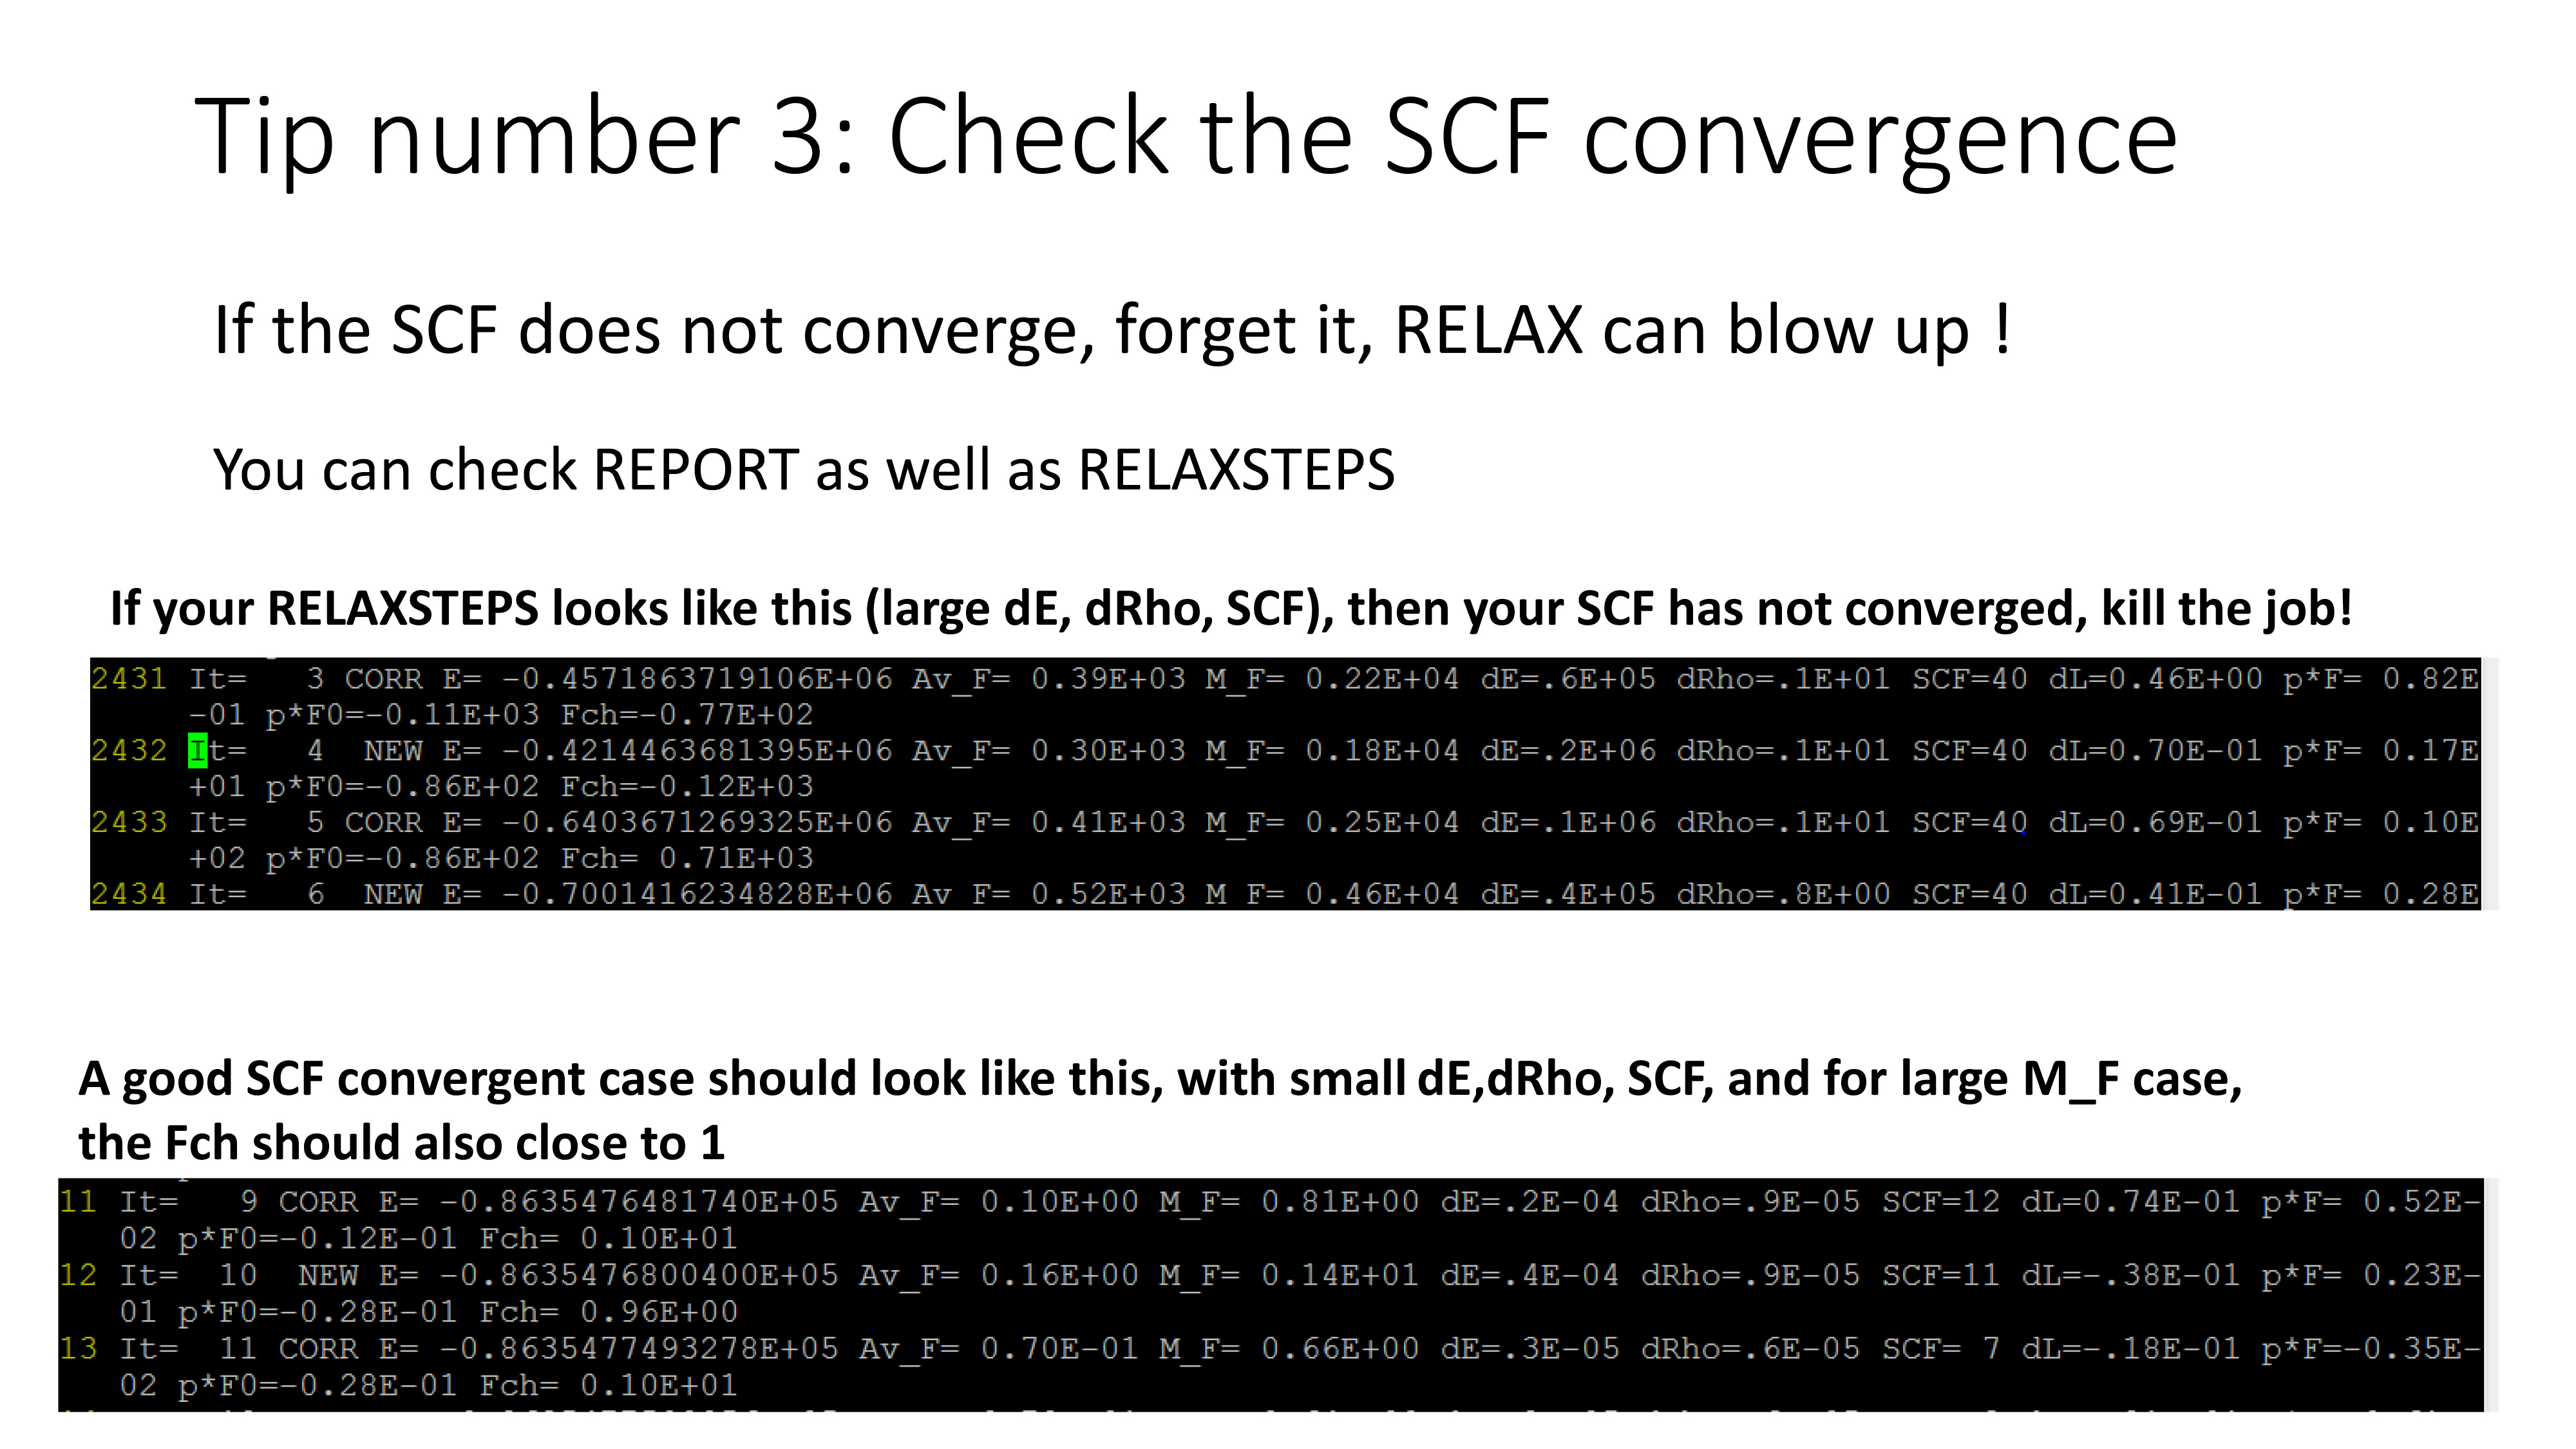 Tip number 3: Check the SCF convergence
If the SCF does not converge, forget it, RELAX can blow up !
You can check REPORT as well as RELAXSTEPS
If your RELAXSTEPS looks like this (large dE, dRho, SCF), then your SCF has not converged, kill the job!
2431 It=   3 CORR E= -0.4571863719106E+06 Av_F= 0.39E+03 M_F= 0.22E+04 dE=.6E+05 dRho=.1E+01 SCF=40 dL=0.46E+00 p*F= 0.82E
-01 p*F0=-0.11E+03 Fch=-0.77E+02
2432 It=   4  NEW E= -0.4214463681395E+06 Av_F= 0.30E+03 M_F= 0.18E+04 dE=.2E+06 dRho=.1E+01 SCF=40 dL=0.70E-01 p*F= 0.17E
+01 p*F0=-0.86E+02 Fch=-0.12E+03
2433 It=   5 CORR E= -0.6403671269325E+06 Av_F= 0.41E+03 M_F= 0.25E+04 dE=.1E+06 dRho=.1E+01 SCF=40 dL=0.69E-01 p*F= 0.10E
+02 p*F0=-0.86E+02 Fch= 0.71E+03
2434 It=   6  NEW E= -0.7001416234828E+06 Av F= 0.52E+03 M F= 0.46E+04 dE=.4E+05 dRho=.8E+00 SCF=40 dL=0.41E-01 p*F= 0.28E
A good SCF convergent case should look like this, with small dE,dRho, SCF, and for large M_F case,
the Fch should also close to 1
11 It=   9 CORR E= -0.8635476481740E+05 Av_F= 0.10E+00 M_F= 0.81E+00 dE=.2E-04 dRho=.9E-05 SCF=12 dL=0.74E-01 p*F= 0.52E-
02 p*F0=-0.12E-01 Fch= 0.10E+01
12 It=  10  NEW E= -0.8635476800400E+05 Av_F= 0.16E+00 M_F= 0.14E+01 dE=.4E-04 dRho=.9E-05 SCF=11 dL=-.38E-01 p*F= 0.23E-
01 p*F0=-0.28E-01 Fch= 0.96E+00
13 It=  11 CORR E= -0.8635477493278E+05 Av_F= 0.70E-01 M_F= 0.66E+00 dE=.3E-05 dRho=.6E-05 SCF= 7 dL=-.18E-01 p*F=-0.35E-
02 p*F0=-0.28E-01 Fch= 0.10E+01